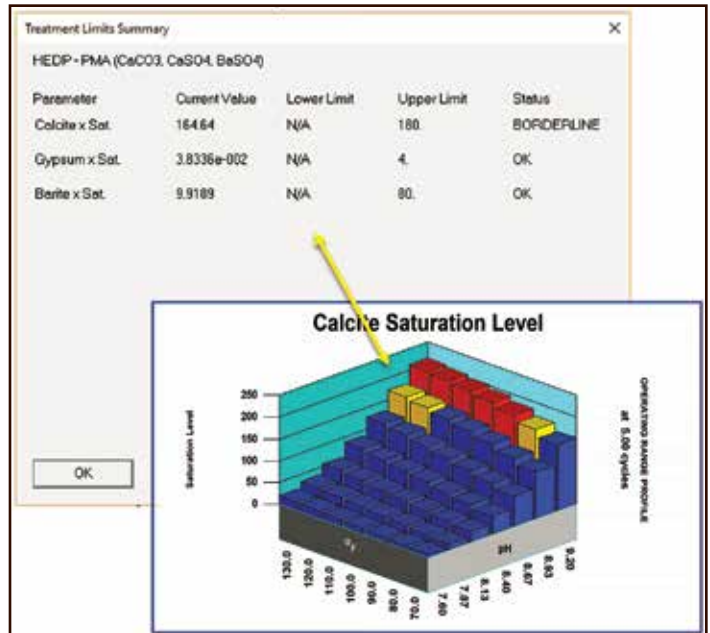 Treatment Limits Summary
HEDP - PMA (CaCO3, CaSO4, BaSO4)
Parameter Current Value Lower Limit Upper Limit Status
Calcite x Sat. 164.64 N/A 180. BORDERLINE
Gypsum x Sat. 3.8336e-002 N/A 4. OK
Barite x Sat. 9.9189 N/A 80. OK
OK
Calcite Saturation Level
Saturation Level
250
200
150
100
50
0
130.0
120.0
110.0
100.0
90.0
80.0
70.0
°F
pH
7.60
7.87
8.13
8.40
8.67
8.93
9.20
OPERATING RANGE PROFILE
at 5.00 cycles